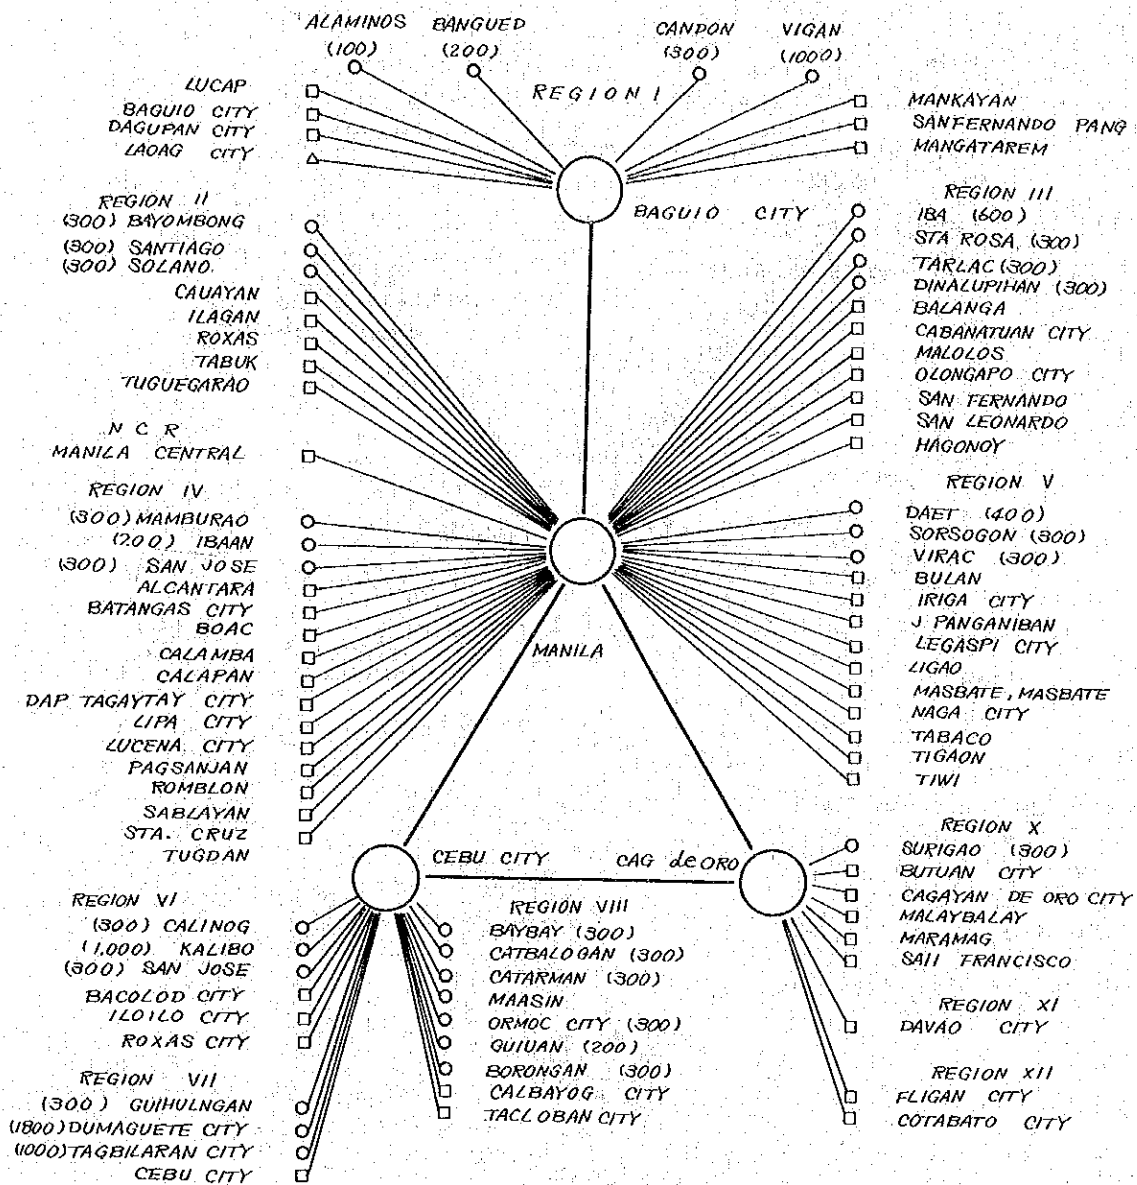 ALAMINOS
(100)
BANGUED
(200)
CANDON
(300)
VIGAN
(1000)
REGION I
LUCAP
BAGUIO CITY
DAGUPAN CITY
LAOAG CITY
MANKAYAN
SANFERNANDO PANG
MANGATAREM
BAGUIO CITY
REGION II
(300) BAYOMBONG
(300) SANTIAGO
(300) SOLANO
CAUAYAN
ILAGAN
ROXAS
TABUK
TUGUEGARAO
REGION III
IBA (600)
STA ROSA (300)
TARLAC (300)
DINALUPIHAN (300)
BALANGA
CABANATUAN CITY
MALOLOS
OLONGAPO CITY
SAN FERNANDO
SAN LEONARDO
HAGONOY
N C R
MANILA CENTRAL
REGION IV
(300) MAMBURAO
(200) IBAAN
(300) SAN JOSE
ALCANTARA
BATANGAS CITY
BOAC
CALAMBA
CALAPAN
DAP TAGAYTAY CITY
LIPA CITY
LUCENA CITY
PAGSANJAN
ROMBLON
SABLAYAN
STA. CRUZ
TUGDAN
MANILA
REGION V
DAET (400)
SORSOGON (300)
VIRAC (300)
BULAN
IRIGA CITY
J PANGANIBAN
LEGASPI CITY
LIGAO
MASBATE, MASBATE
NAGA CITY
TABACO
TIGAON
TIWI
CEBU CITY
CAG de ORO
REGION VI
(300) CALINOG
(1,000) KALIBO
(300) SAN JOSE
BACOLOD CITY
ILOILO CITY
ROXAS CITY
REGION VII
(300) GUIHULNGAN
(1800) DUMAGUETE CITY
(1000) TAGBILARAN CITY
CEBU CITY
REGION VIII
BAYBAY (300)
CATBALOGAN (300)
CATARMAN (300)
MAASIN
ORMOC CITY (300)
GUIUAN (200)
BORONGAN (300)
CALBAYOG CITY
TACLOBAN CITY
REGION X
SURIGAO (300)
BUTUAN CITY
CAGAYAN DE ORO CITY
MALAYBALAY
MARAMAG
SAII FRANCISCO
REGION XI
DAVAO CITY
REGION XII
FLIGAN CITY
COTABATO CITY